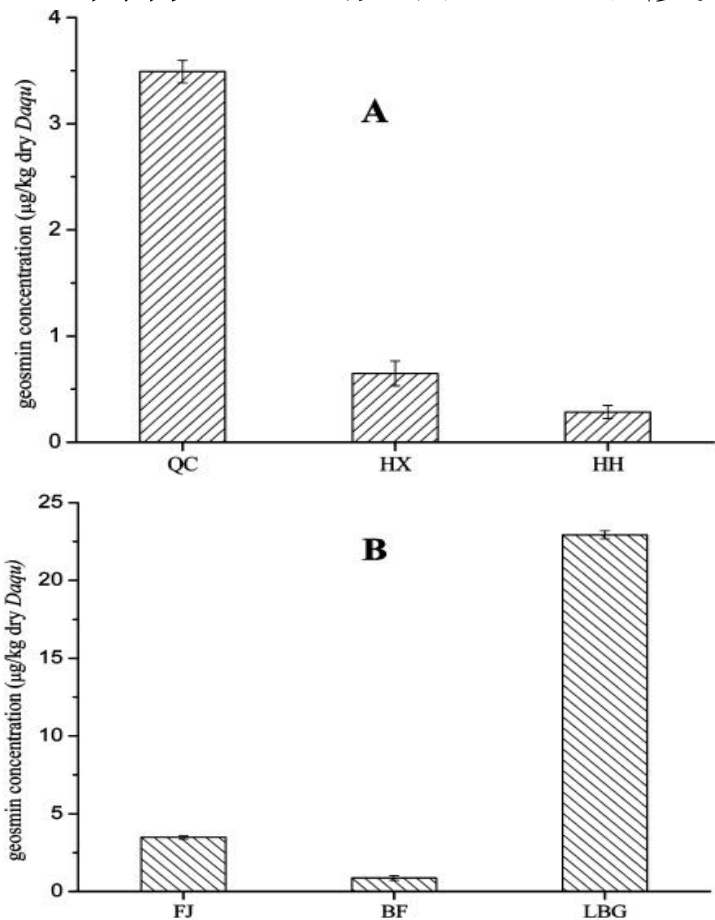 4
A
3
2
1
0
geosmin concentration (μg/kg dry Daqu)
QC HX HH
25
B
20
15
10
5
0
geosmin concentration (μg/kg dry Daqu)
FJ BF LBG